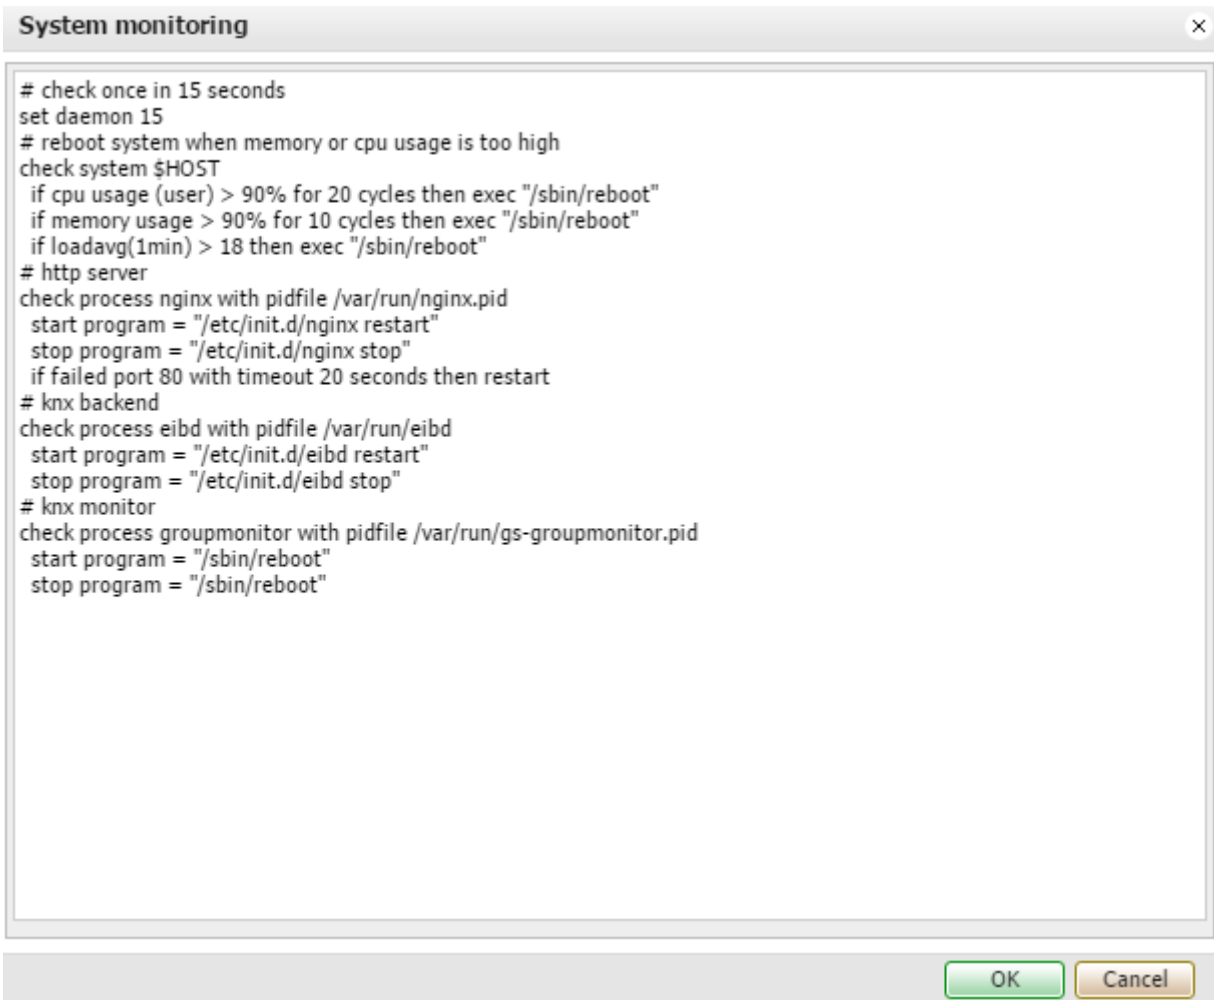 System monitoring
# check once in 15 seconds
set daemon 15
# reboot system when memory or cpu usage is too high
check system $HOST
  if cpu usage (user) > 90% for 20 cycles then exec "/sbin/reboot"
  if memory usage > 90% for 10 cycles then exec "/sbin/reboot"
  if loadavg(1min) > 18 then exec "/sbin/reboot"
# http server
check process nginx with pidfile /var/run/nginx.pid
  start program = "/etc/init.d/nginx restart"
  stop program = "/etc/init.d/nginx stop"
  if failed port 80 with timeout 20 seconds then restart
# knx backend
check process eibd with pidfile /var/run/eibd
  start program = "/etc/init.d/eibd restart"
  stop program = "/etc/init.d/eibd stop"
# knx monitor
check process groupmonitor with pidfile /var/run/gs-groupmonitor.pid
  start program = "/sbin/reboot"
  stop program = "/sbin/reboot"
OK Cancel